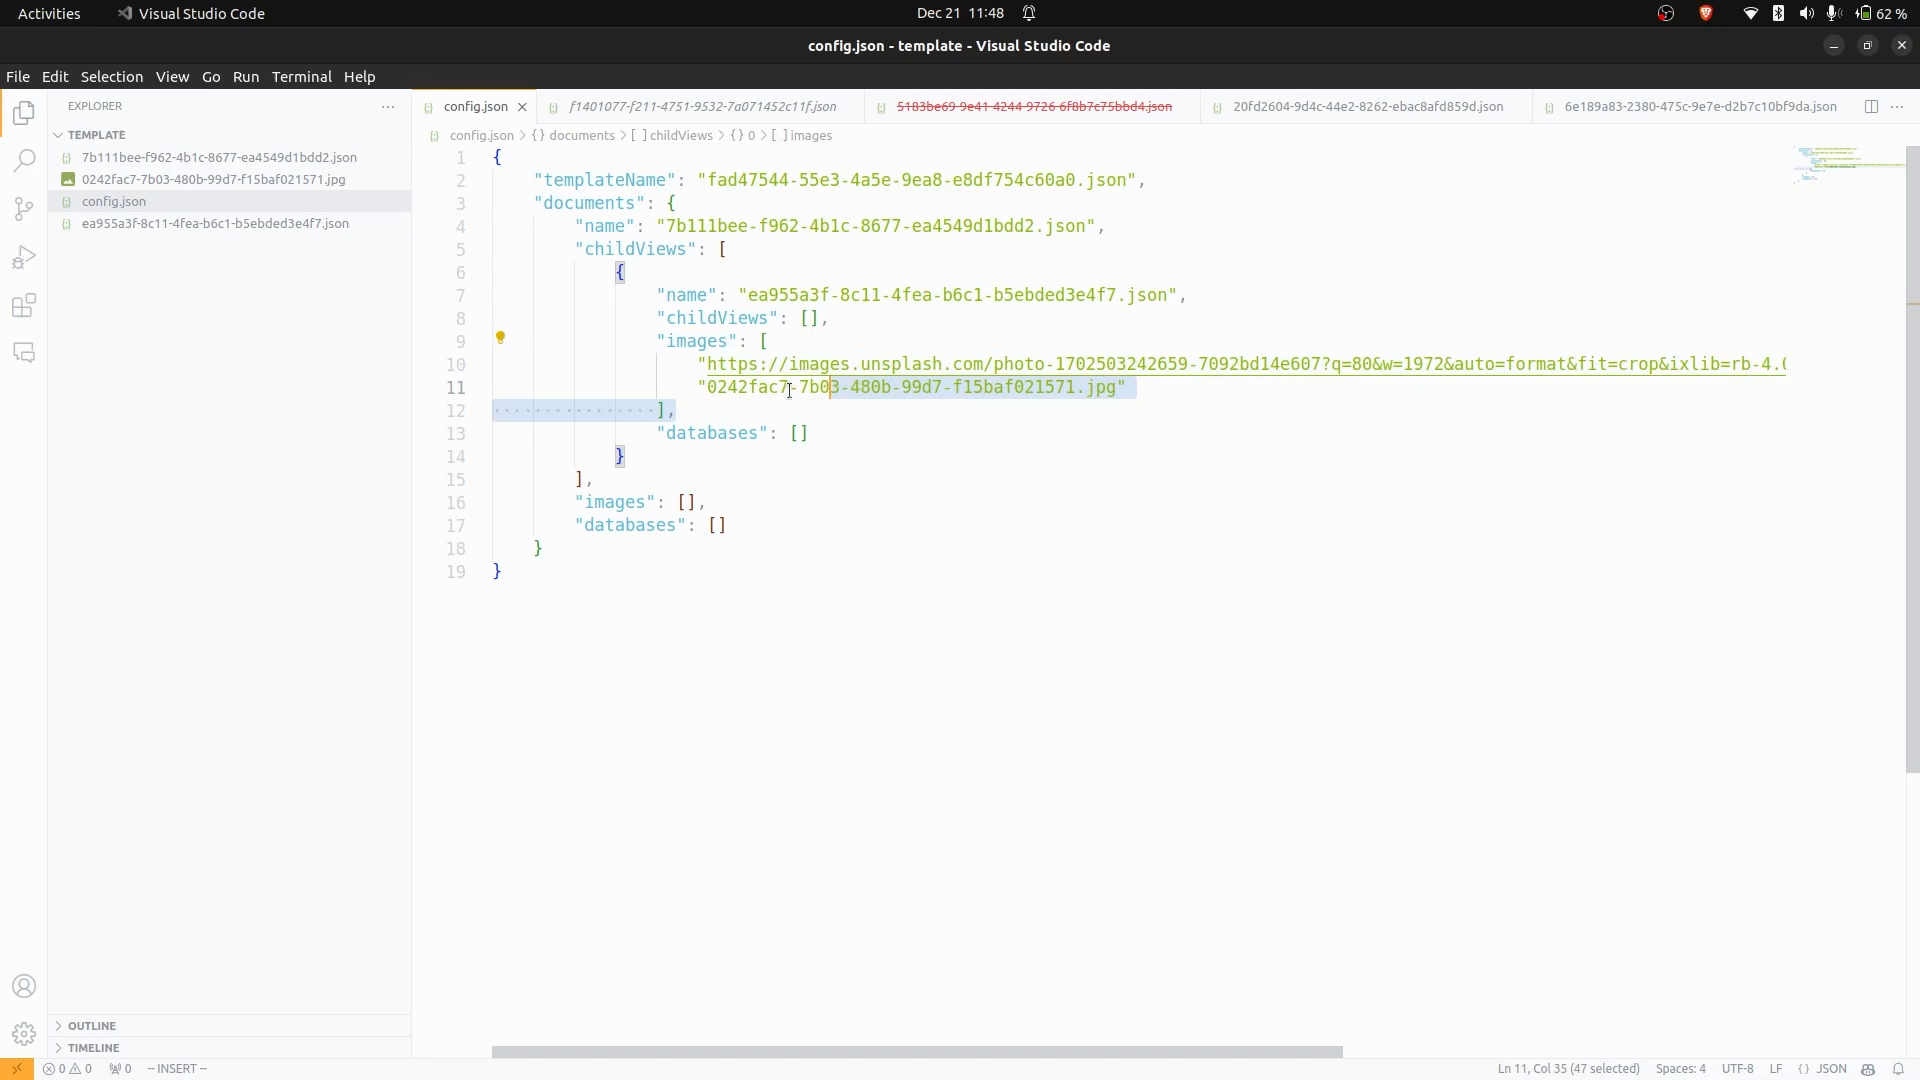 Activities
Visual Studio Code
Dec 21 11:48
62 %
config.json - template - Visual Studio Code
File Edit Selection View Go Run Terminal Help
EXPLORER
TEMPLATE
7b111bee-f962-4b1c-8677-ea4549d1bdd2.json
0242fac7-7b03-480b-99d7-f15baf021571.jpg
config.json
ea955a3f-8c11-4fea-b6c1-b5ebded3e4f7.json
OUTLINE
TIMELINE
config.json
f1401077-f211-4751-9532-7a071452c11f.json
5183be69-9e41-4244-9726-6f8b7c75bbd4.json
20fd2604-9d4c-44e2-8262-ebac8afd859d.json
6e189a83-2380-475c-9e7e-d2b7c10bf9da.json
config.json > {} documents > [ ] childViews > {} 0 > [ ] images
1 {
2 "templateName": "fad47544-55e3-4a5e-9ea8-e8df754c60a0.json",
3 "documents": {
4 "name": "7b111bee-f962-4b1c-8677-ea4549d1bdd2.json",
5 "childViews": [
6 {
7 "name": "ea955a3f-8c11-4fea-b6c1-b5ebded3e4f7.json",
8 "childViews": [],
9 "images": [
10 "https://images.unsplash.com/photo-1702503242659-7092bd14e607?q=80&w=1972&auto=format&fit=crop&ixlib=rb-4.0
11 "0242fac7-7b03-480b-99d7-f15baf021571.jpg"
12 ],
13 "databases": []
14 }
15 ],
16 "images": [],
17 "databases": []
18 }
19 }
0 0 0 -- INSERT --
Ln 11, Col 35 (47 selected) Spaces: 4 UTF-8 LF {} JSON